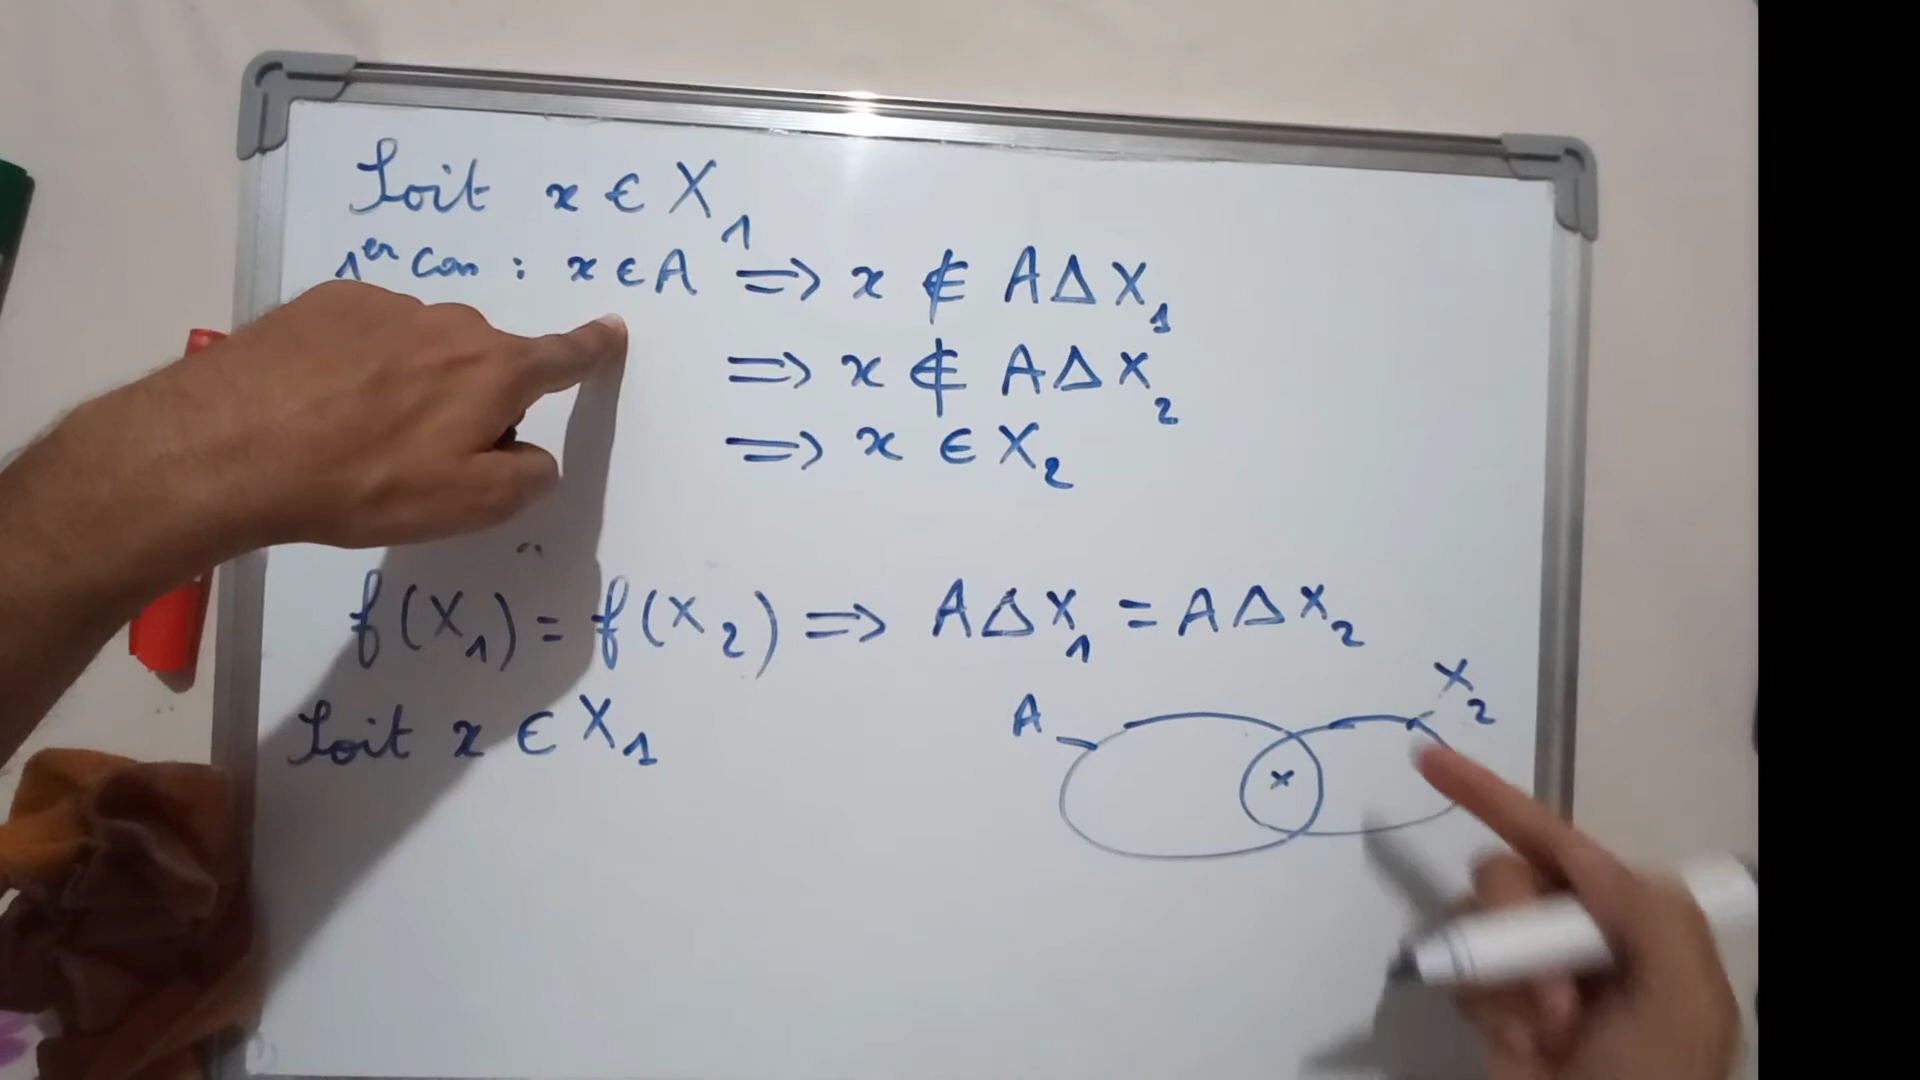 Soit x ∈ X₁
1er Cas : x ∈ A ⟹ x ∉ A Δ X₁
⟹ x ∉ A Δ X₂
⟹ x ∈ X₂
f(X₁) = f(X₂) ⟹ A Δ X₁ = A Δ X₂
Soit x ∈ X₁
A
X₂
x